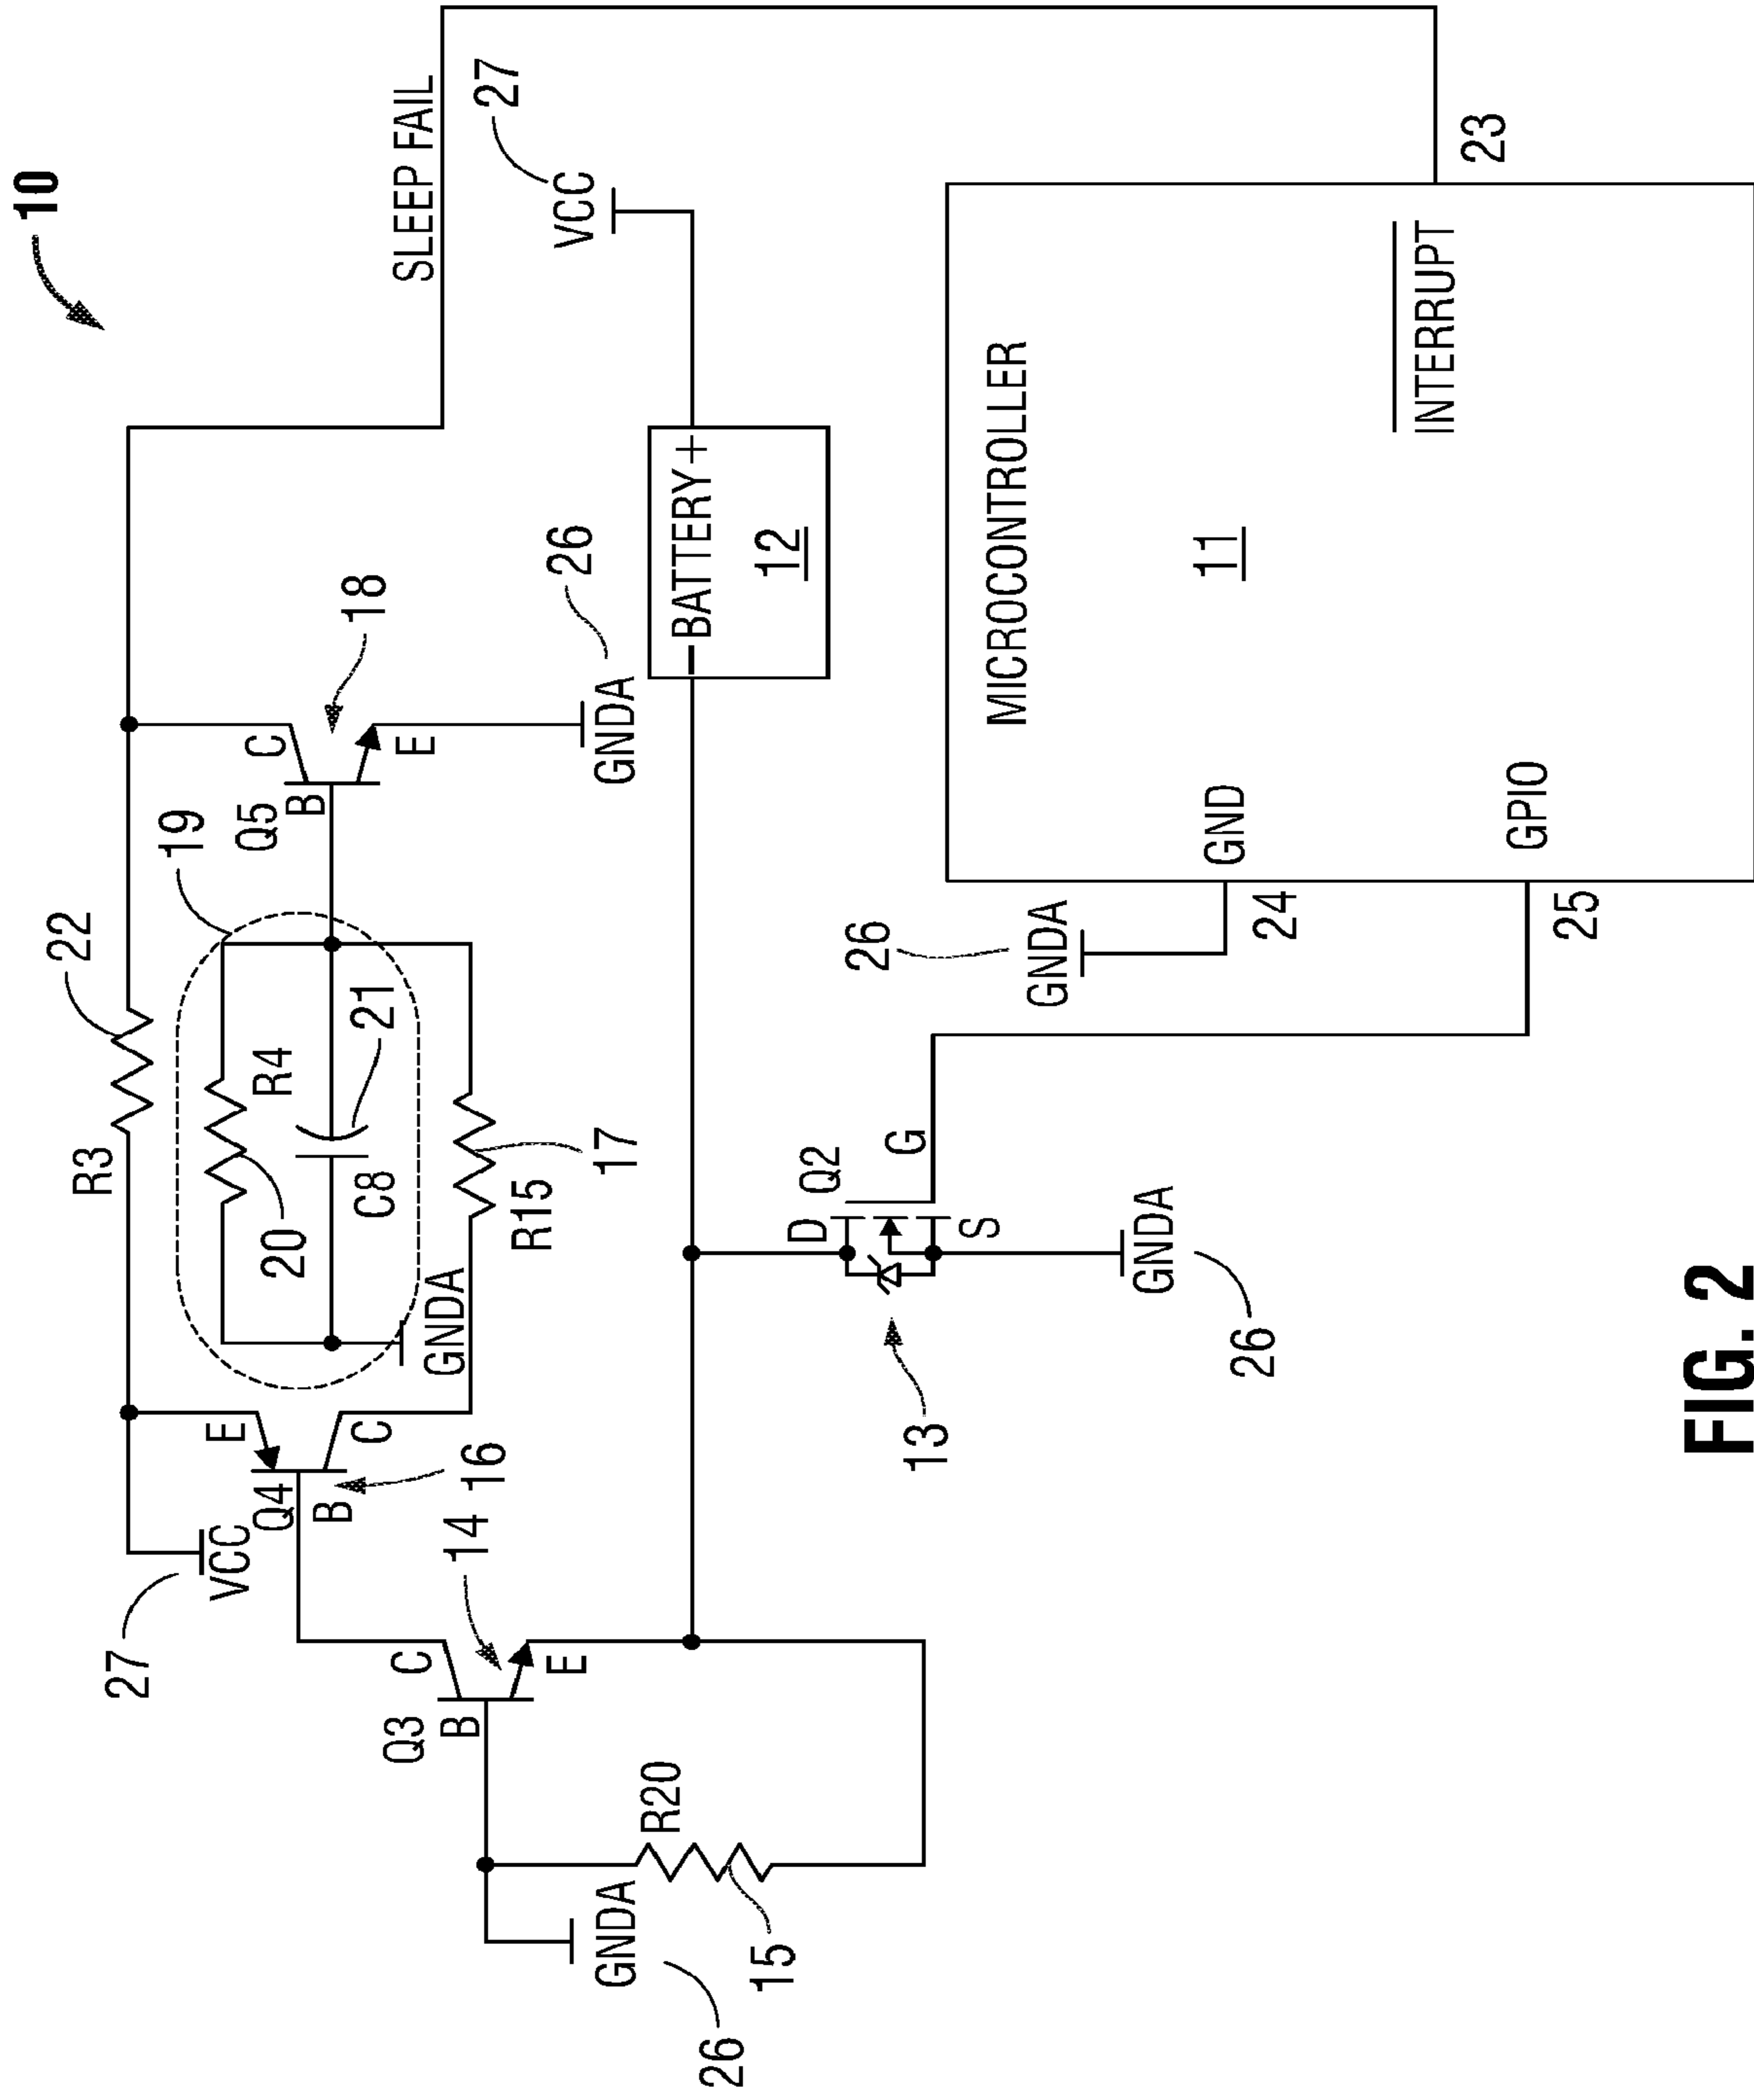 10
SLEEP FAIL
27
VCC
22
R3
19
Q5
C
B
E
18
GNDA
26
R4
20
21
C8
GNDA
R15
17
27
VCC
Q4
E
B
C
16
14
Q3
C
B
E
R20
15
GNDA
26
–BATTERY+
12
Q2
D
G
S
13
GNDA
26
MICROCONTROLLER
11
INTERRUPT
23
GND
24
GNDA
26
GPIO
25
FIG. 2